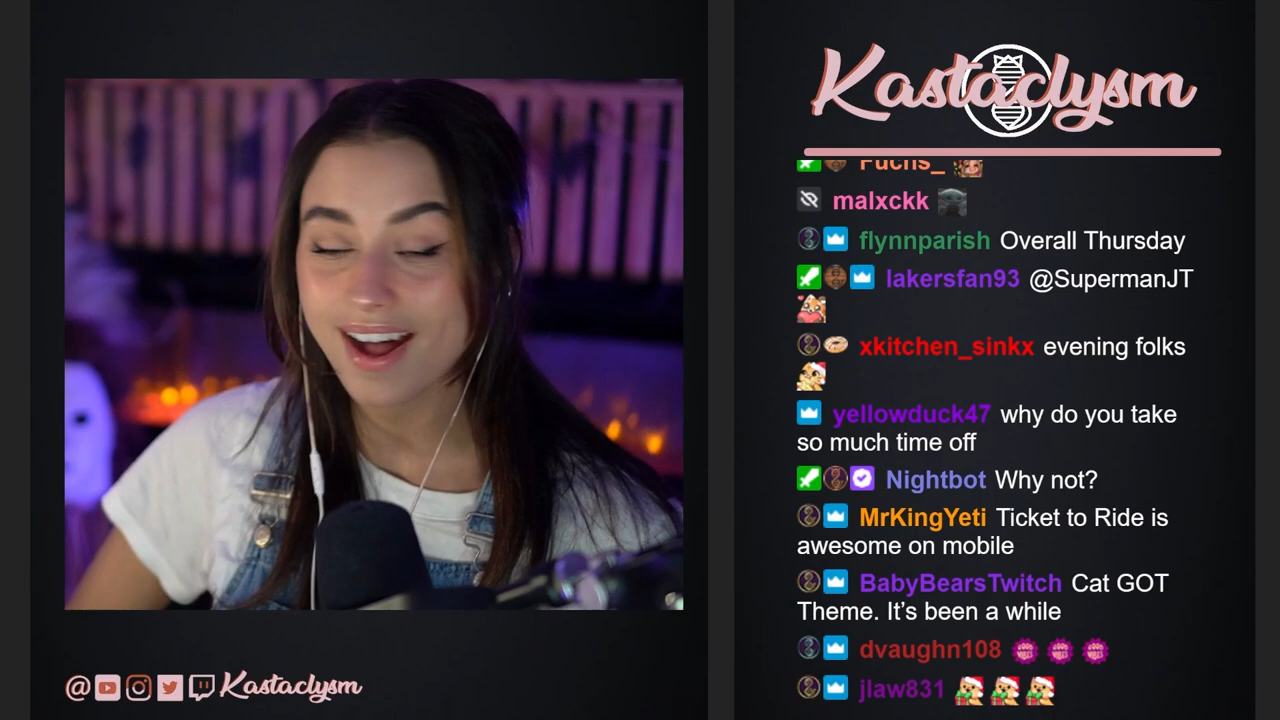 Kastaclysm
Fuchs_
malxckk
flynnparish Overall Thursday
lakersfan93 @SupermanJT
xkitchen_sinkx evening folks
yellowduck47 why do you take
so much time off
Nightbot Why not?
MrKingYeti Ticket to Ride is
awesome on mobile
BabyBearsTwitch Cat GOT
Theme. It’s been a while
dvaughn108
jlaw831
@ Kastaclysm